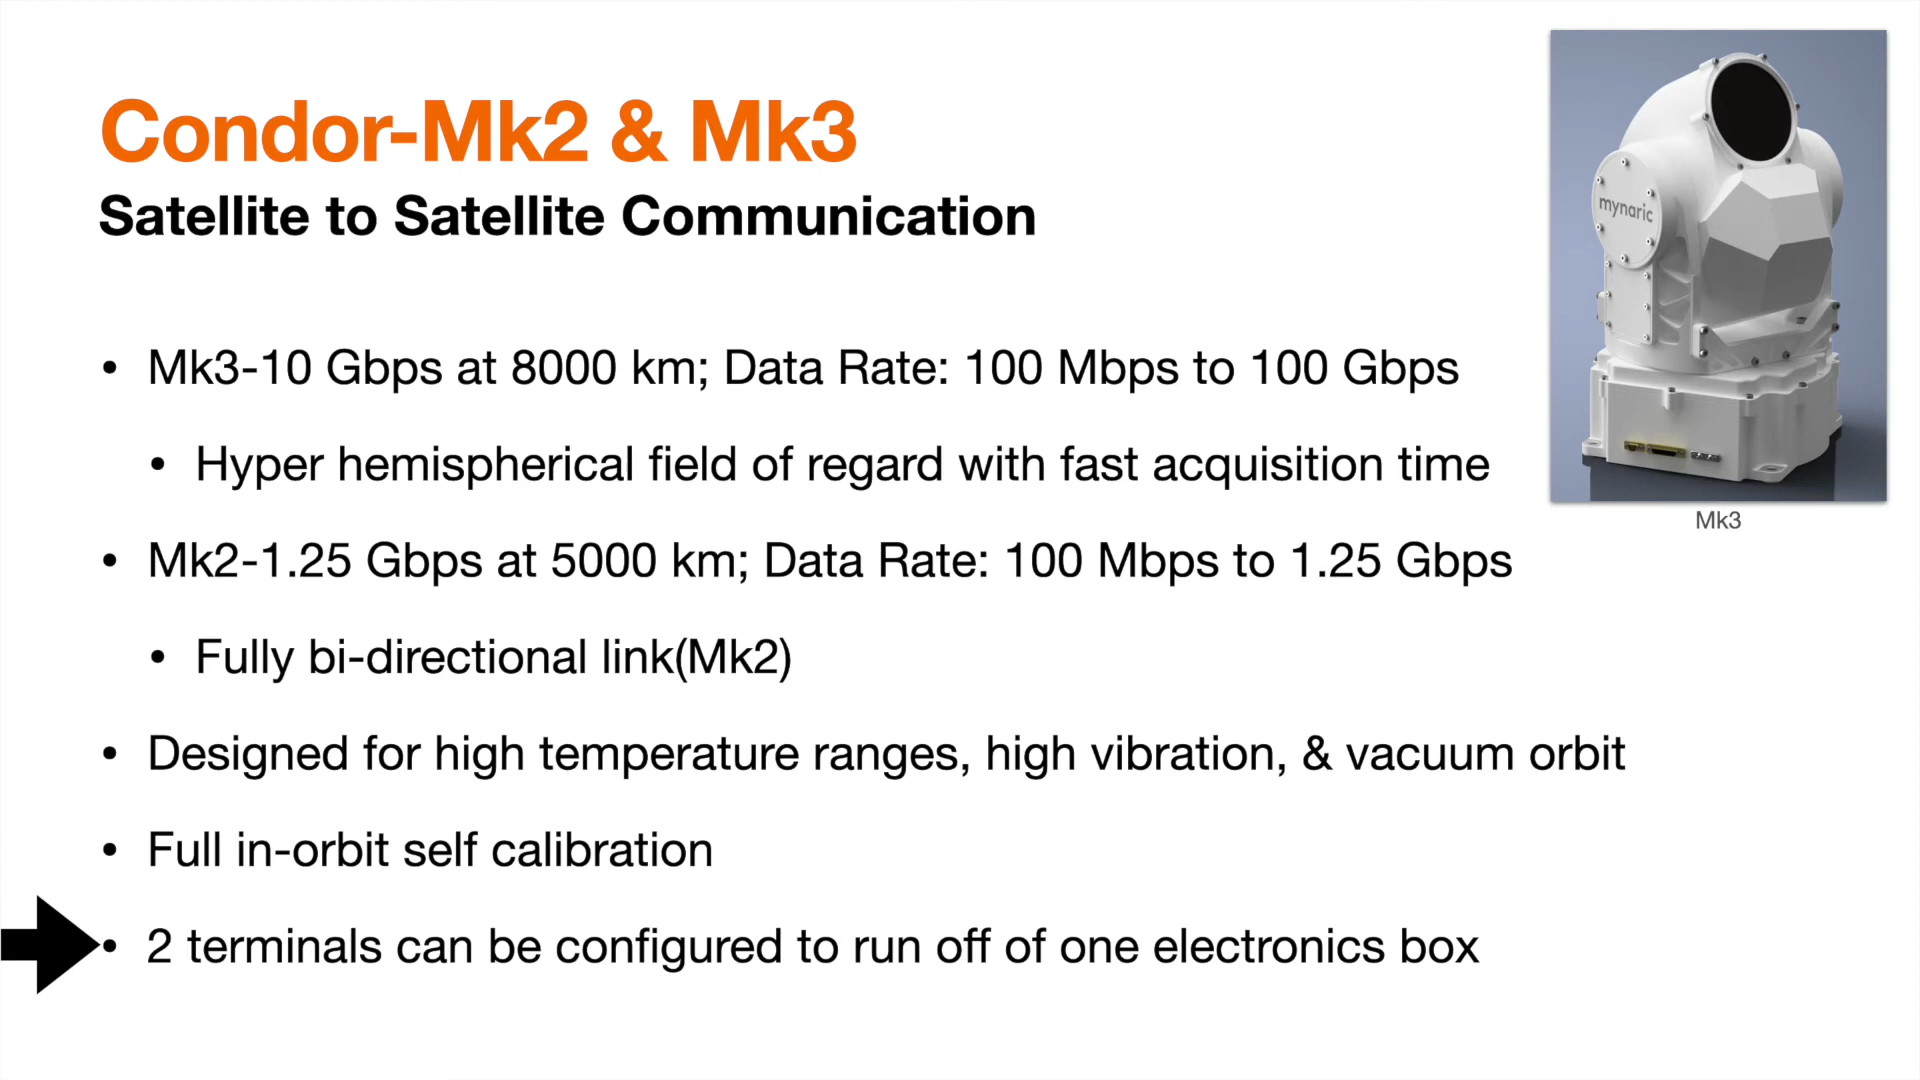 Condor-Mk2 & Mk3
Satellite to Satellite Communication
mynaric
Mk3
• Mk3-10 Gbps at 8000 km; Data Rate: 100 Mbps to 100 Gbps
• Hyper hemispherical field of regard with fast acquisition time
• Mk2-1.25 Gbps at 5000 km; Data Rate: 100 Mbps to 1.25 Gbps
• Fully bi-directional link(Mk2)
• Designed for high temperature ranges, high vibration, & vacuum orbit
• Full in-orbit self calibration
• 2 terminals can be configured to run off of one electronics box